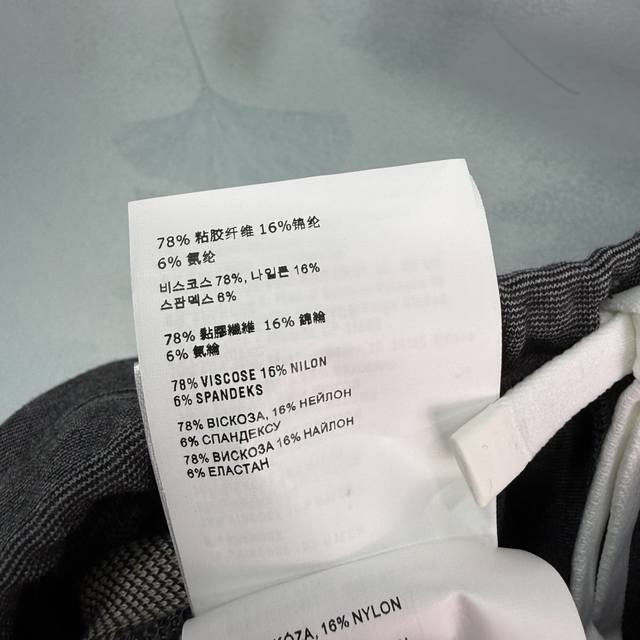 78% 粘胶纤维 16%锦纶
6% 氨纶
비스코스 78%, 나일론 16%
스판덱스 6%
78% 黏膠纖維 16% 錦綸
6% 氨綸
78% VISCOSE 16% NILON
6% SPANDEKS
78% ВІСКОЗА, 16% НЕЙЛОН
6% СПАНДЕКСУ
78% ВИСКОЗА 16% НАЙЛОН
6% ЕЛАСТАН
16% NYLON